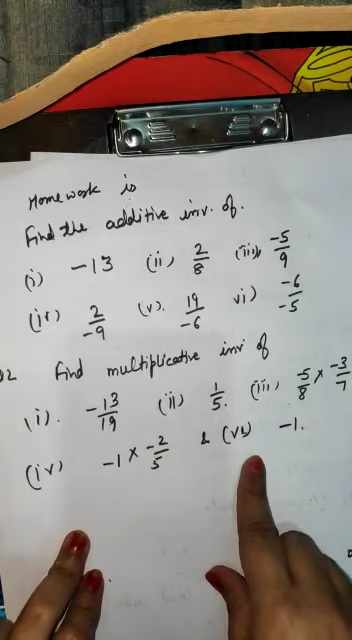 Homework is
Find the additive inv. of.
(i) -13 (ii) 2/8 (iii) -5/9
(iv) 2/-9 (v). 19/-6 vi) -6/-5
Q2 Find multiplicative inv of
(i). -13/19 (ii) 1/5. (iii) -5/8 × -3/7
(iv) -1 × -2/5 & (v) -1.